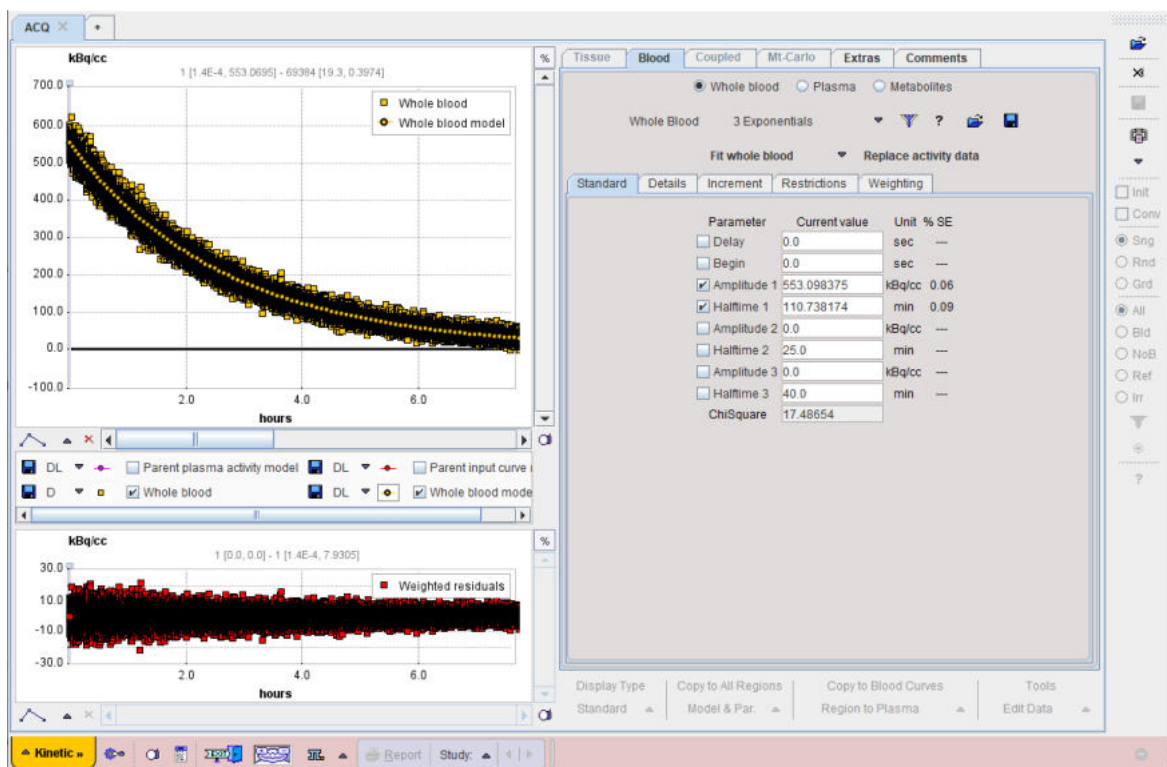 ACQ
kBq/cc
%
1 [1.4E-4, 553.0695] - 69384 [19.3, 0.3974]
700.0
600.0
500.0
400.0
300.0
200.0
100.0
0.0
-100.0
Whole blood
Whole blood model
2.0 4.0 6.0
hours
DL Parent plasma activity model DL Parent input curve
D Whole blood DL Whole blood mode
kBq/cc
%
1 [0.0, 0.0] - 1 [1.4E-4, 7.9305]
30.0
10.0
-10.0
-30.0
Weighted residuals
2.0 4.0 6.0
hours
Tissue Blood Coupled Mt-Carlo Extras Comments
Whole blood Plasma Metabolites
Whole Blood 3 Exponentials ?
Fit whole blood Replace activity data
Standard Details Increment Restrictions Weighting
Parameter Current value Unit % SE
Delay 0.0 sec ---
Begin 0.0 sec ---
Amplitude 1 553.098375 kBq/cc 0.06
Halftime 1 110.738174 min 0.09
Amplitude 2 0.0 kBq/cc ---
Halftime 2 25.0 min ---
Amplitude 3 0.0 kBq/cc ---
Halftime 3 40.0 min ---
ChiSquare 17.48654
Display Type Copy to All Regions Copy to Blood Curves Tools
Standard Model & Par. Region to Plasma Edit Data
Init
Conv
Sng
Rnd
Grd
All
Bld
NoB
Ref
Irr
?
Kinetic Report Study: